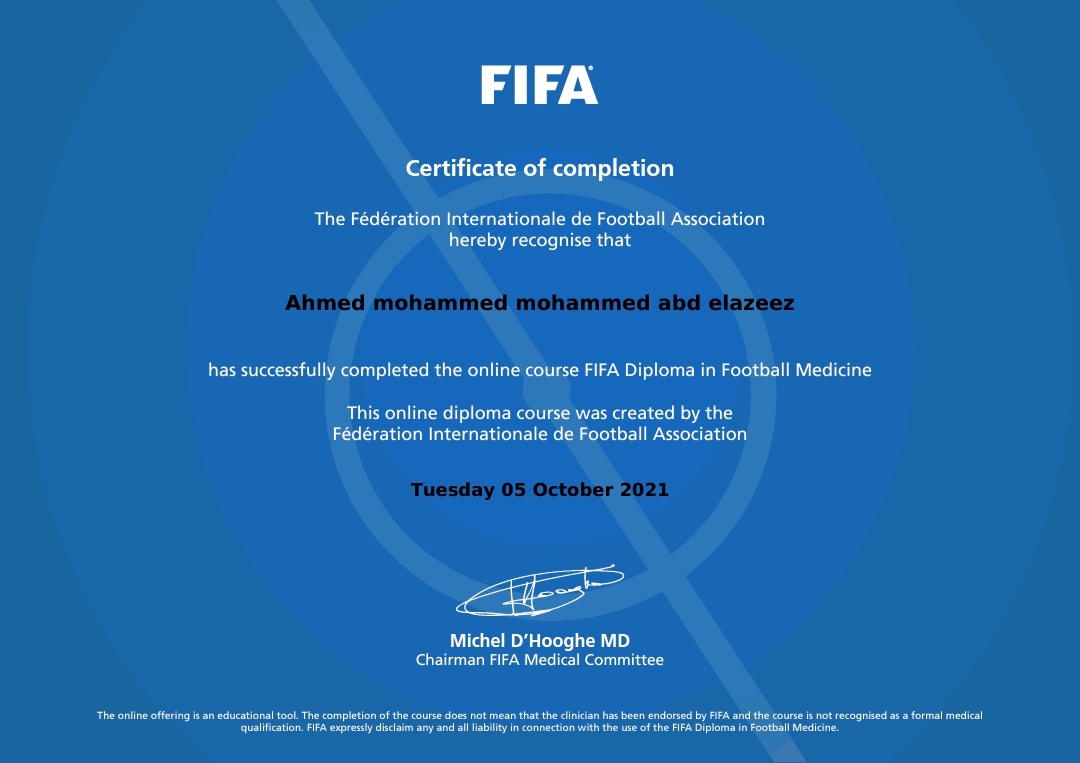 FIFA
Certificate of completion
The Fédération Internationale de Football Association
hereby recognise that
Ahmed mohammed mohammed abd elazeez
has successfully completed the online course FIFA Diploma in Football Medicine
This online diploma course was created by the
Fédération Internationale de Football Association
Tuesday 05 October 2021
Michel D’Hooghe MD
Chairman FIFA Medical Committee
The online offering is an educational tool. The completion of the course does not mean that the clinician has been endorsed by FIFA and the course is not recognised as a formal medical
qualification. FIFA expressly disclaim any and all liability in connection with the use of the FIFA Diploma in Football Medicine.